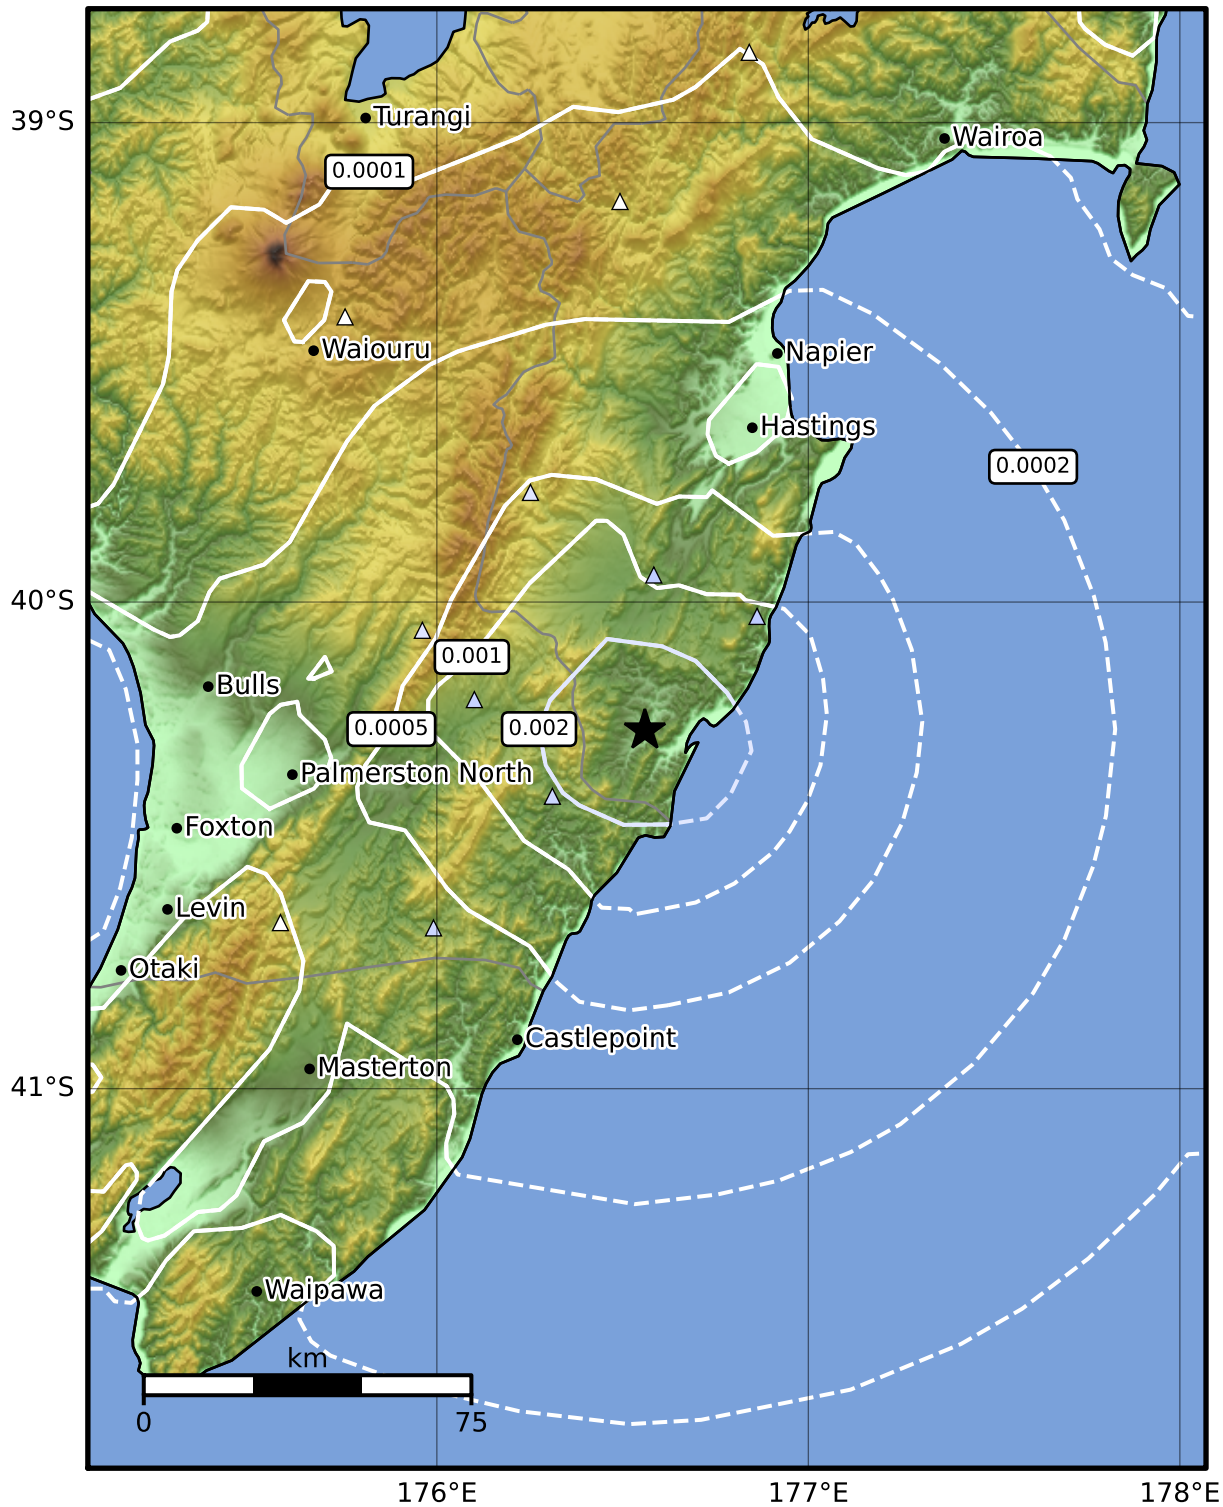 Turangi
39°S
Wairoa
0.0001
Waiouru
Napier
Hastings
0.0002
40°S
0.001
Bulls
0.0005
0.002
Palmerston North
Foxton
Levin
Otaki
Castlepoint
Masterton
41°S
Waipawa
km
0
75
176°E
177°E
178°E